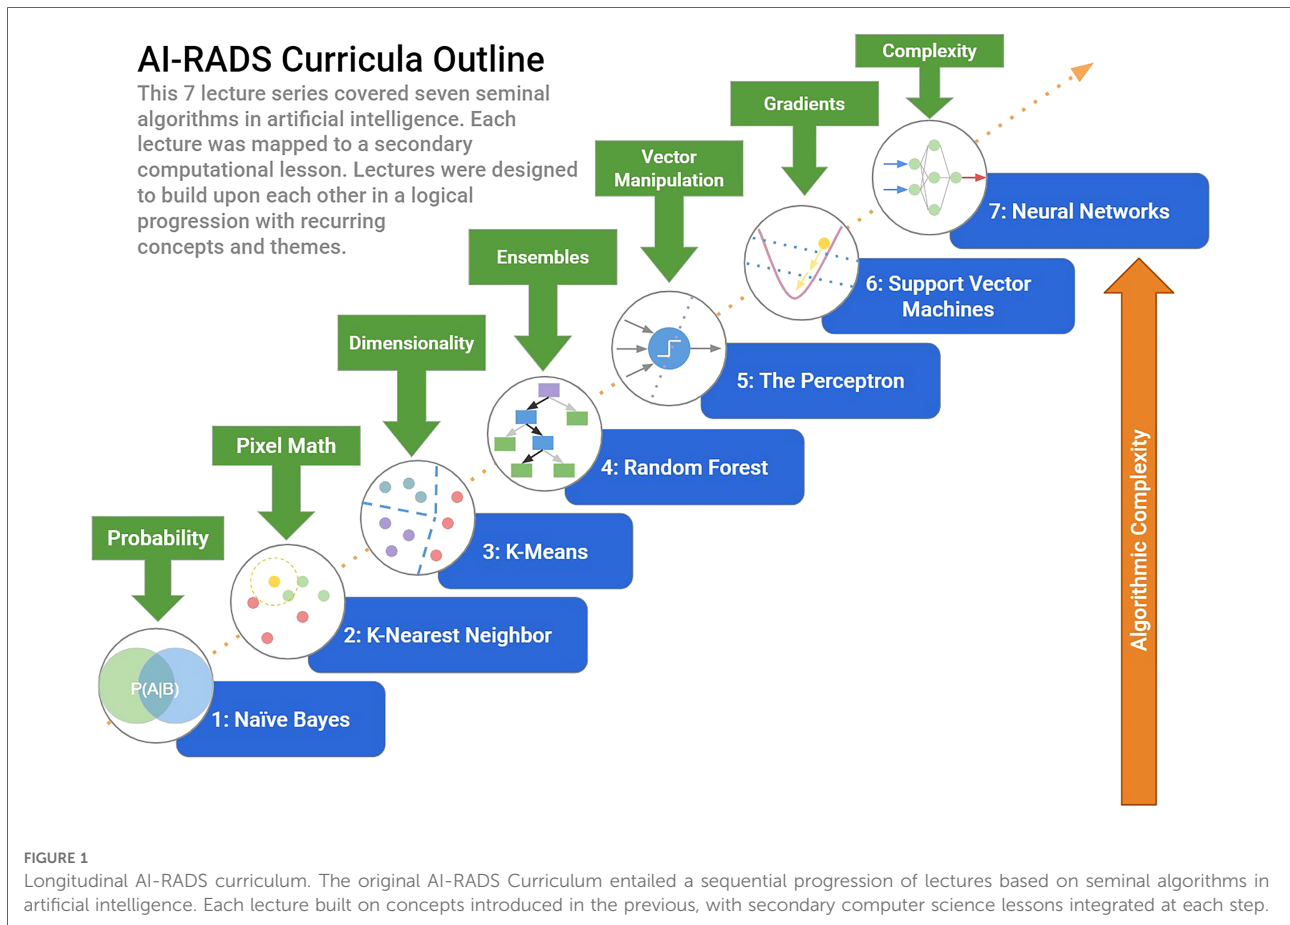 AI-RADS Curricula Outline
This 7 lecture series covered seven seminal
algorithms in artificial intelligence. Each
lecture was mapped to a secondary
computational lesson. Lectures were designed
to build upon each other in a logical
progression with recurring
concepts and themes.
Complexity
Gradients
Vector
Manipulation
Ensembles
Dimensionality
Pixel Math
Probability
7: Neural Networks
6: Support Vector
Machines
5: The Perceptron
4: Random Forest
3: K-Means
2: K-Nearest Neighbor
P(A|B)
1: Naïve Bayes
Algorithmic Complexity
FIGURE 1
Longitudinal AI-RADS curriculum. The original AI-RADS Curriculum entailed a sequential progression of lectures based on seminal algorithms in
artificial intelligence. Each lecture built on concepts introduced in the previous, with secondary computer science lessons integrated at each step.